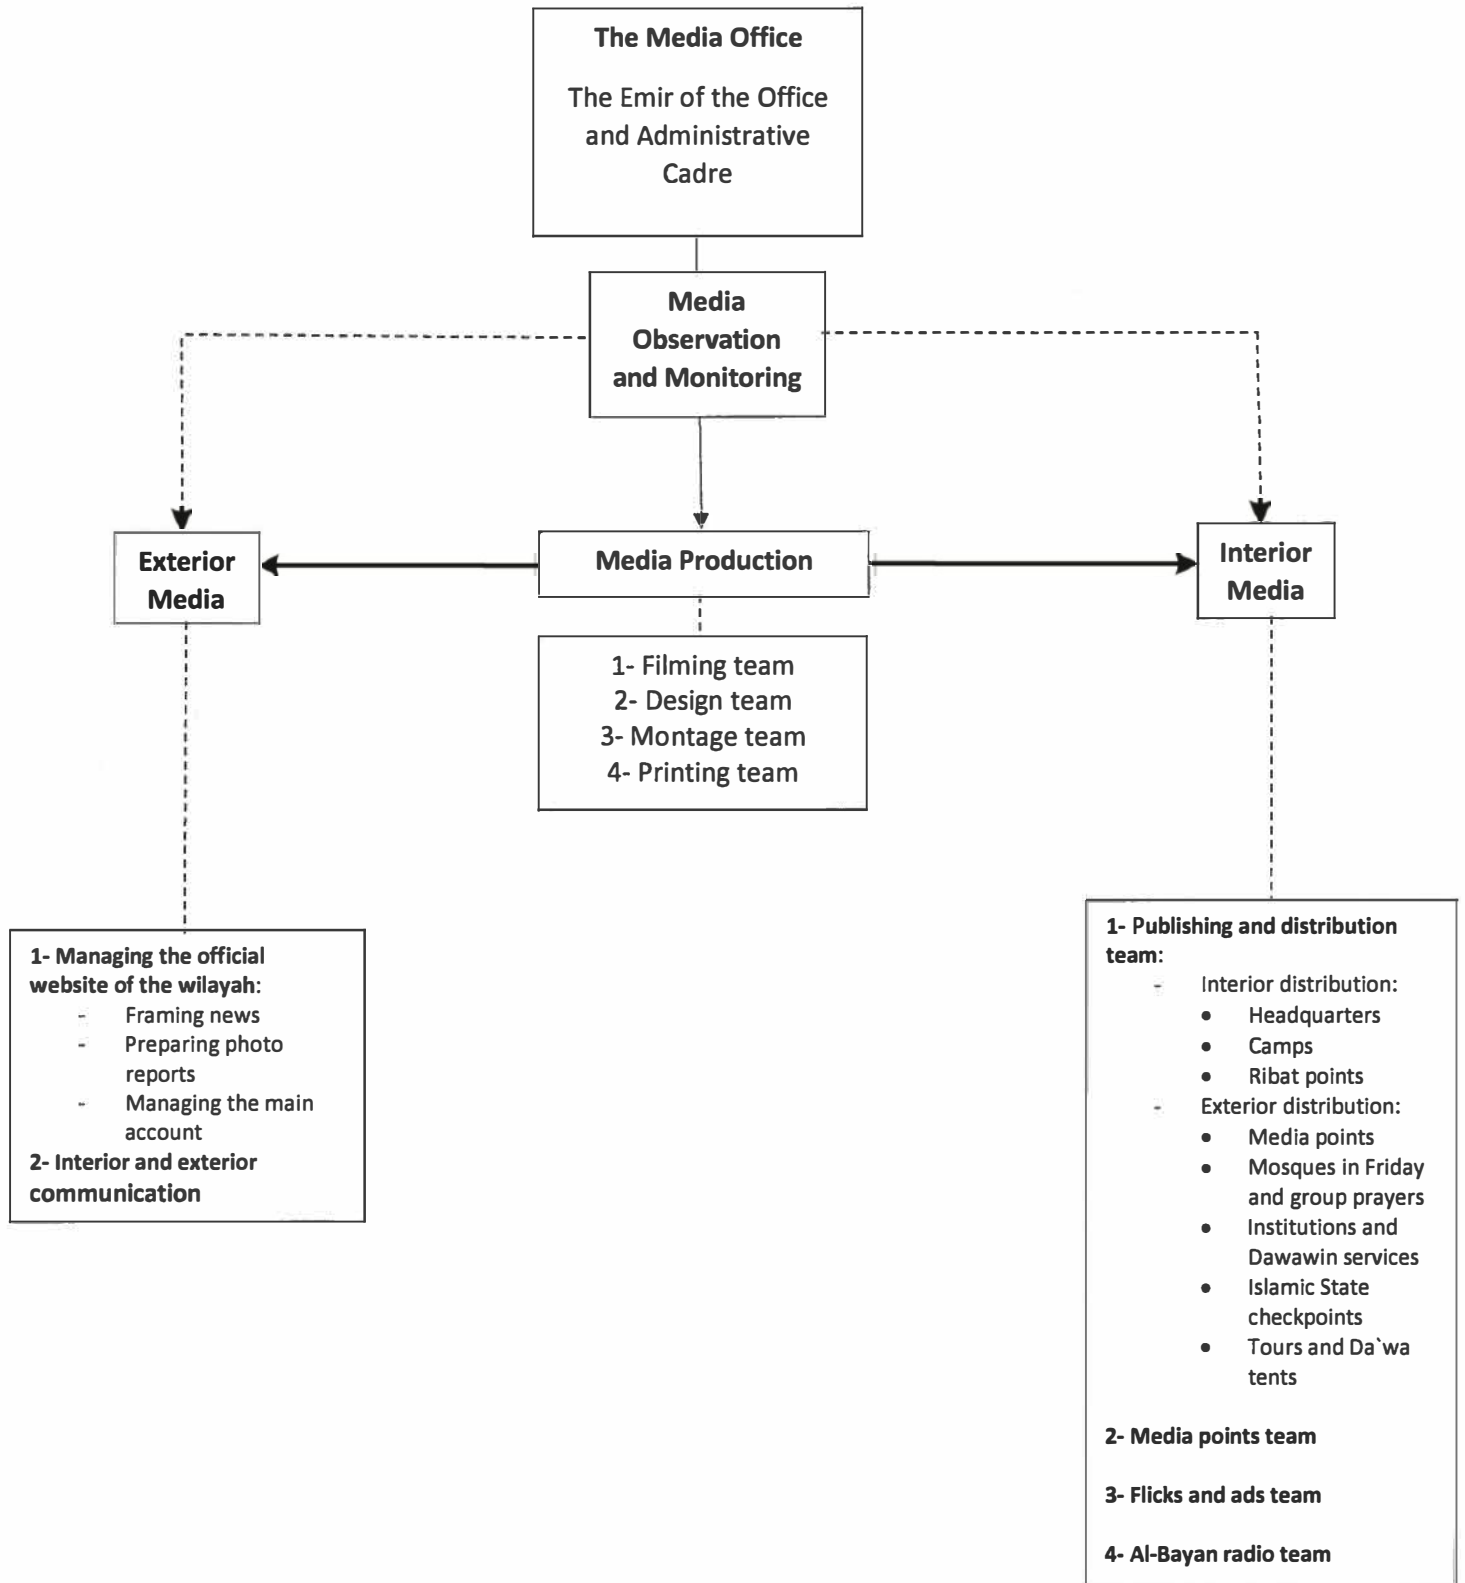 The Media Office
The Emir of the Office
and Administrative
Cadre
Media
Observation
and Monitoring
Exterior
Media
Media Production
Interior
Media
1- Filming team
2- Design team
3- Montage team
4- Printing team
1- Managing the official
website of the wilayah:
- Framing news
- Preparing photo
reports
- Managing the main
account
2- Interior and exterior
communication
1- Publishing and distribution
team:
- Interior distribution:
• Headquarters
• Camps
• Ribat points
- Exterior distribution:
• Media points
• Mosques in Friday
and group prayers
• Institutions and
Dawawin services
• Islamic State
checkpoints
• Tours and Da`wa
tents
2- Media points team
3- Flicks and ads team
4- Al-Bayan radio team